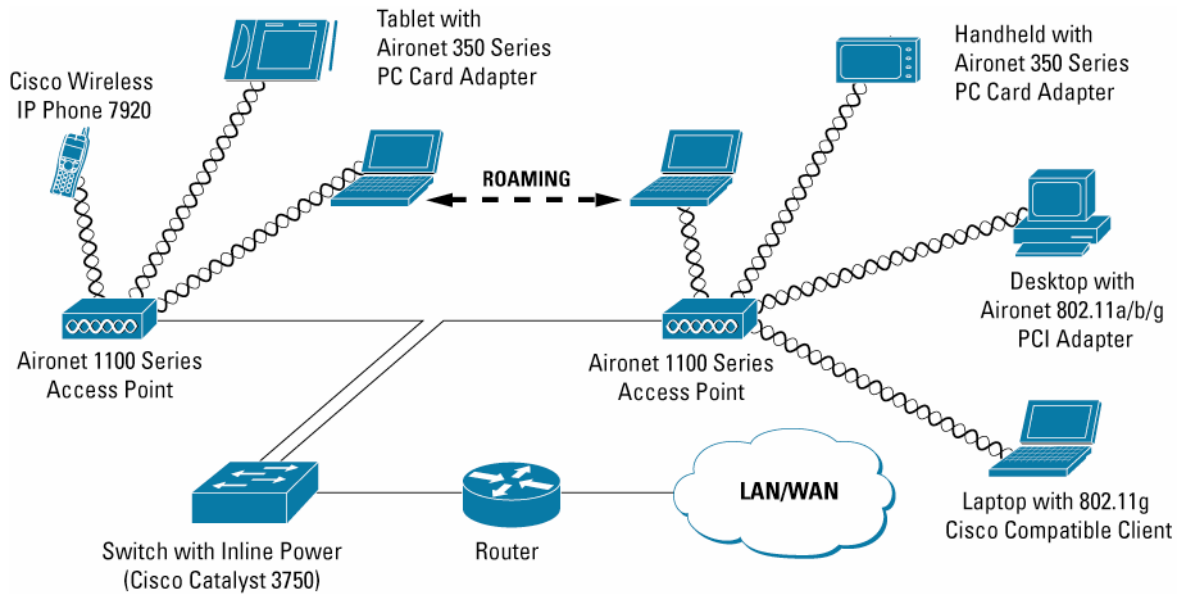 Tablet with
Aironet 350 Series
PC Card Adapter
Handheld with
Aironet 350 Series
PC Card Adapter
Cisco Wireless
IP Phone 7920
ROAMING
Desktop with
Aironet 802.11a/b/g
PCI Adapter
Aironet 1100 Series
Access Point
Aironet 1100 Series
Access Point
LAN/WAN
Laptop with 802.11g
Cisco Compatible Client
Switch with Inline Power
(Cisco Catalyst 3750)
Router